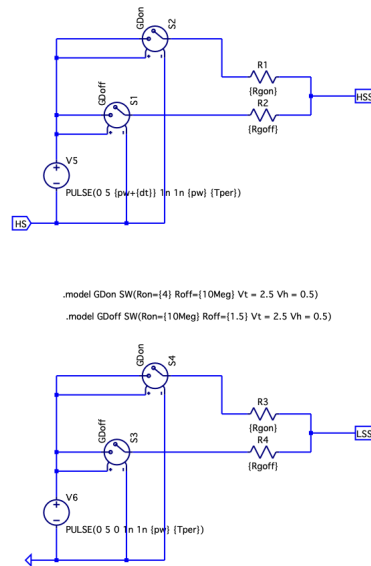 GDon
S2
R1
{Rgon}
HSS
GDoff
S1
R2
{Rgoff}
V5
PULSE(0 5 {pw+{dt}} 1n 1n {pw} {Tper})
HS
.model GDon SW(Ron={4} Roff={10Meg} Vt = 2.5 Vh = 0.5)
.model GDoff SW(Ron={10Meg} Roff={1.5} Vt = 2.5 Vh = 0.5)
GDon
S4
R3
{Rgon}
LSS
GDoff
S3
R4
{Rgoff}
V6
PULSE(0 5 0 1n 1n {pw} {Tper})